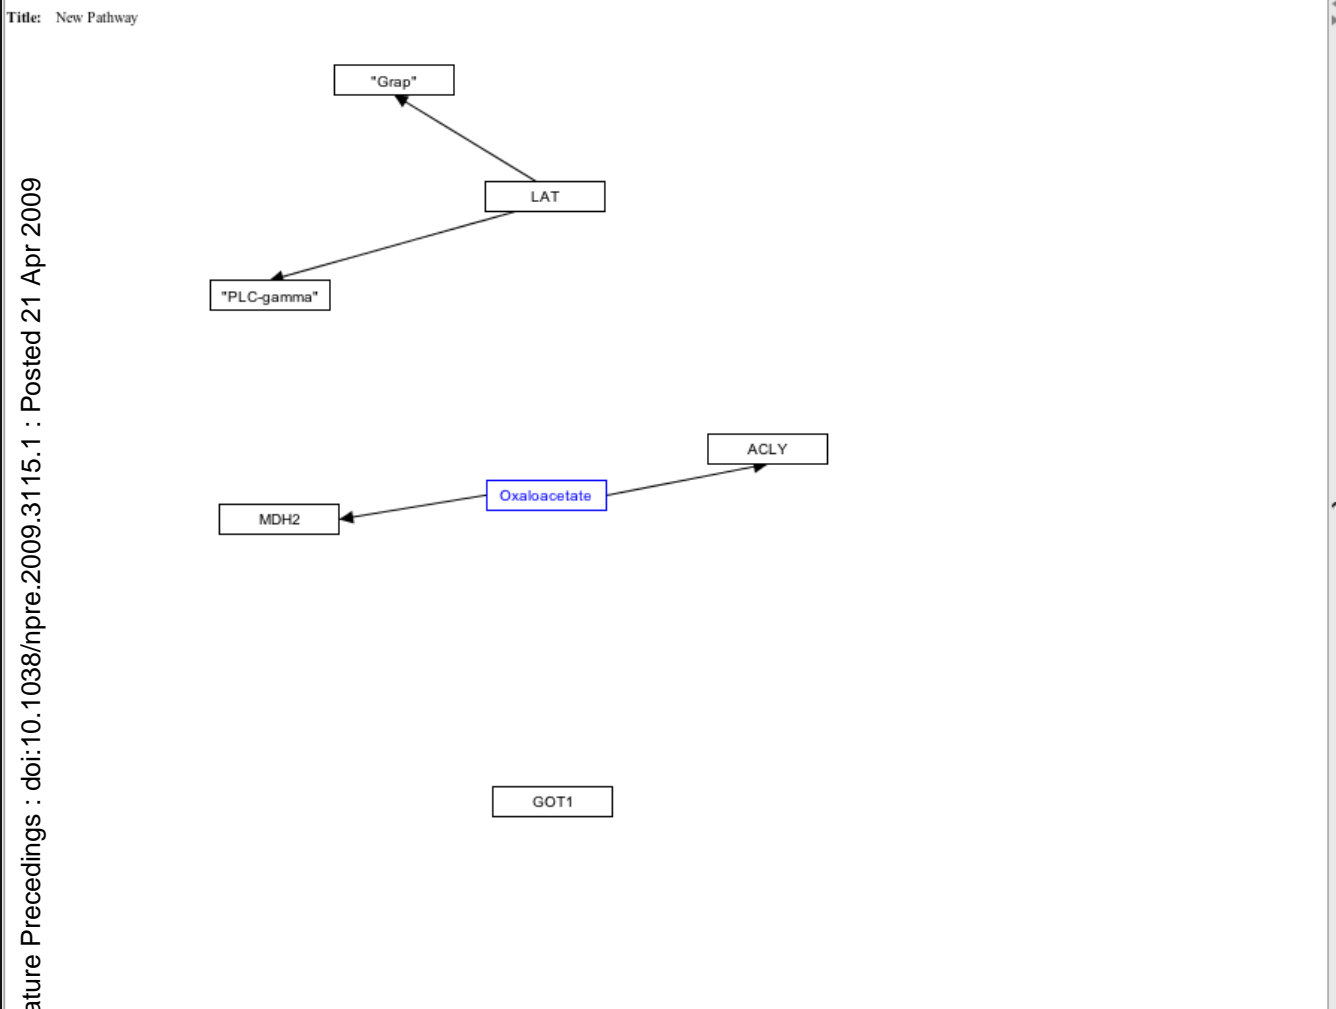 Title: New Pathway
"Grap"
LAT
"PLC-gamma"
ACLY
Oxaloacetate
MDH2
GOT1
ature Precedings : doi:10.1038/npre.2009.3115.1 : Posted 21 Apr 2009